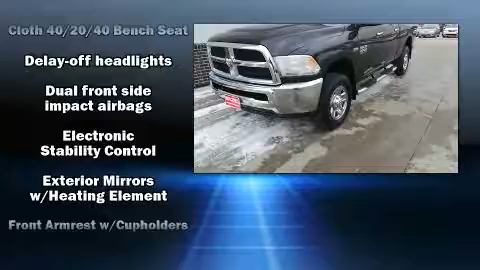 Cloth 40/20/40 Bench Seat
Delay-off headlights
Dual front side
impact airbags
Electronic
Stability Control
Exterior Mirrors
w/Heating Element
Front Armrest w/Cupholders